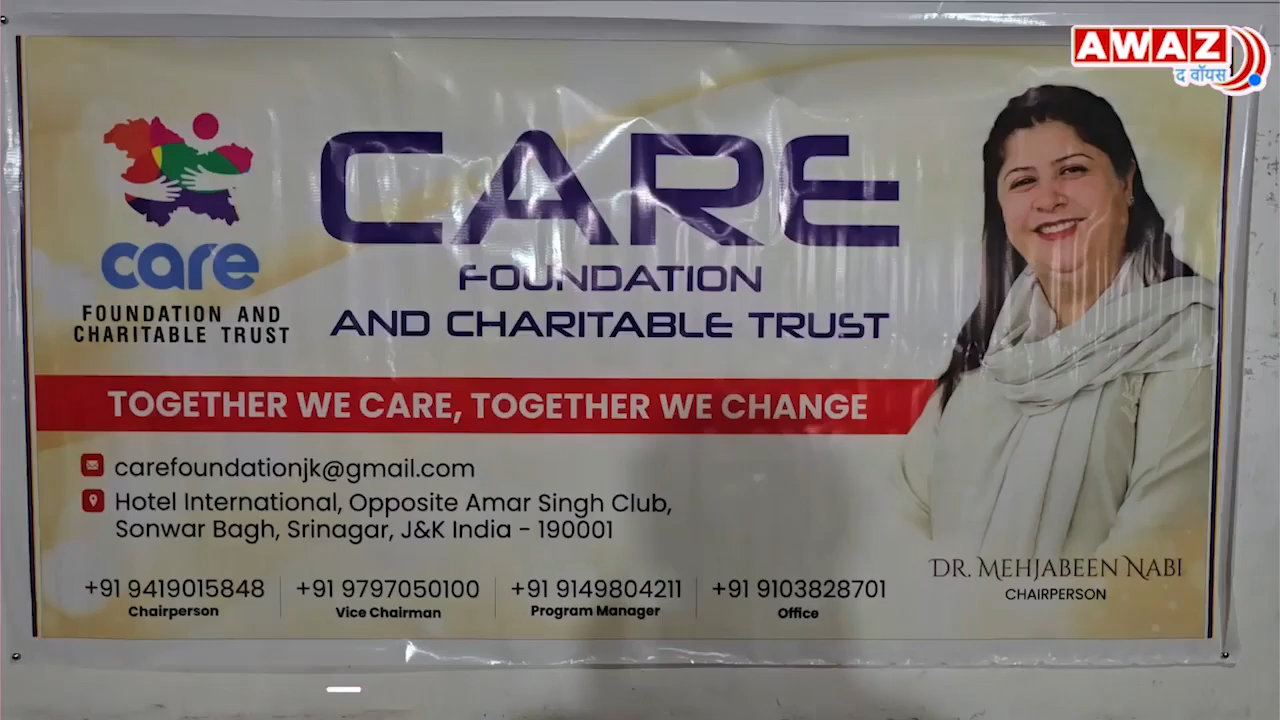 AWAZ
द वॉयस
care
FOUNDATION AND
CHARITABLE TRUST
CARE
FOUNDATION
AND CHARITABLE TRUST
TOGETHER WE CARE, TOGETHER WE CHANGE
carefoundationjk@gmail.com
Hotel International, Opposite Amar Singh Club,
Sonwar Bagh, Srinagar, J&K India - 190001
+91 9419015848
Chairperson
+91 9797050100
Vice Chairman
+91 9149804211
Program Manager
+91 9103828701
Office
DR. MEHJABEEN NABI
CHAIRPERSON